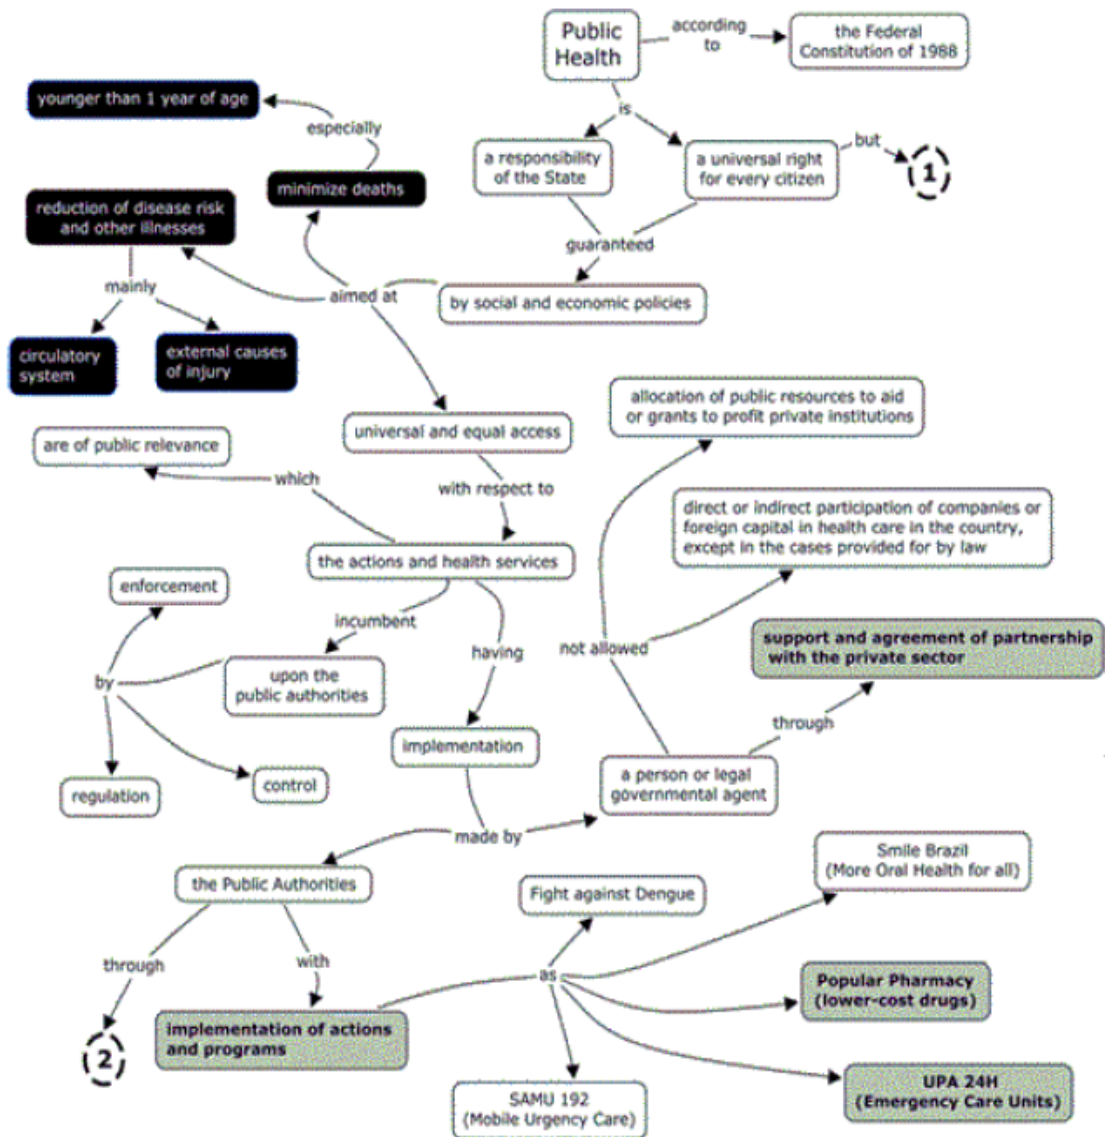 Public
Health
according
to
the Federal
Constitution of 1988
is
a responsibility
of the State
a universal right
for every citizen
but
1
guaranteed
by social and economic policies
aimed at
minimize deaths
especially
younger than 1 year of age
reduction of disease risk
and other illnesses
mainly
circulatory
system
external causes
of injury
universal and equal access
with respect to
the actions and health services
which
are of public relevance
incumbent
upon the
public authorities
by
enforcement
regulation
control
having
implementation
made by
a person or legal
governmental agent
not allowed
allocation of public resources to aid
or grants to profit private institutions
direct or indirect participation of companies or
foreign capital in health care in the country,
except in the cases provided for by law
through
support and agreement of partnership
with the private sector
the Public Authorities
through
2
with
implementation of actions
and programs
as
Fight against Dengue
Smile Brazil
(More Oral Health for all)
Popular Pharmacy
(lower-cost drugs)
UPA 24H
(Emergency Care Units)
SAMU 192
(Mobile Urgency Care)